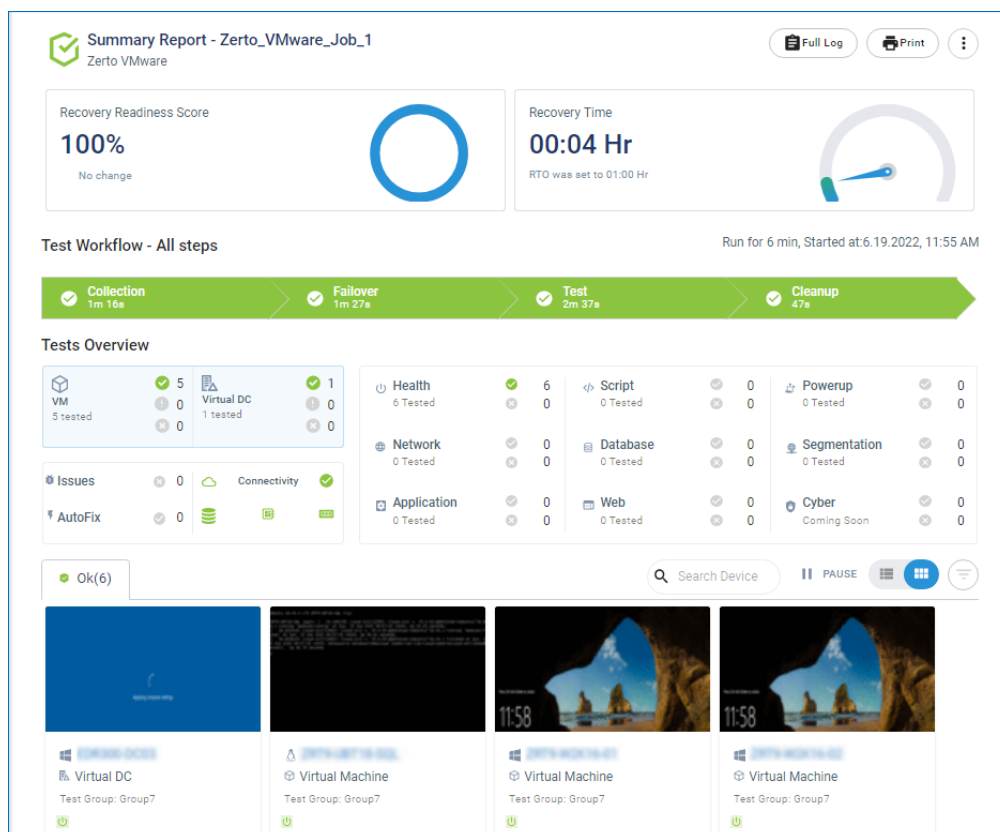 Summary Report - Zerto_VMware_Job_1
Zerto VMware
Full Log
Print
Recovery Readiness Score
100%
No change
Recovery Time
00:04 Hr
RTO was set to 01:00 Hr
Test Workflow - All steps
Run for 6 min, Started at:6.19.2022, 11:55 AM
Collection
1m 16s
Failover
1m 27s
Test
2m 37s
Cleanup
47s
Tests Overview
VM
5 tested
5
0
0
Virtual DC
1 tested
1
0
0
Issues 0
AutoFix 0
Connectivity
Health 6
6 Tested 0
Script 0
0 Tested 0
Powerup 0
0 Tested 0
Network 0
0 Tested 0
Database 0
0 Tested 0
Segmentation 0
0 Tested 0
Application 0
0 Tested 0
Web 0
0 Tested 0
Cyber 0
Coming Soon 0
Ok(6)
Search Device
PAUSE
11:58
11:58
Virtual DC
Test Group: Group7
Virtual Machine
Test Group: Group7
Virtual Machine
Test Group: Group7
Virtual Machine
Test Group: Group7